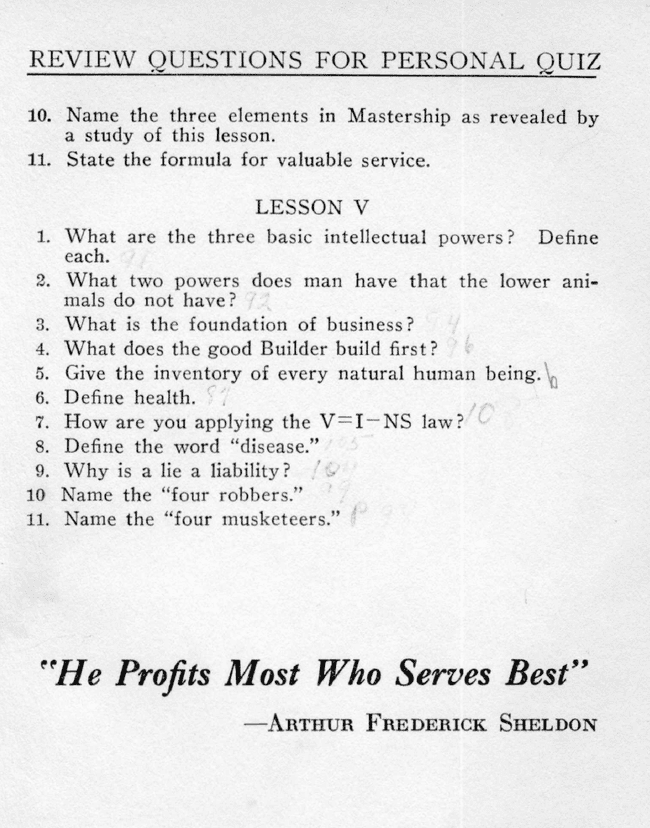 REVIEW QUESTIONS FOR PERSONAL QUIZ
10. Name the three elements in Mastership as revealed by
a study of this lesson.
11. State the formula for valuable service.
LESSON V
1. What are the three basic intellectual powers? Define
each. 91
2. What two powers does man have that the lower ani-
mals do not have? 92
3. What is the foundation of business? 94
4. What does the good Builder build first? 96
5. Give the inventory of every natural human being.
6. Define health.
7. How are you applying the V=I−NS law? 10
8. Define the word "disease." 105
9. Why is a lie a liability? 104
10 Name the "four robbers." 99
11. Name the "four musketeers."
"He Profits Most Who Serves Best"
—ARTHUR FREDERICK SHELDON